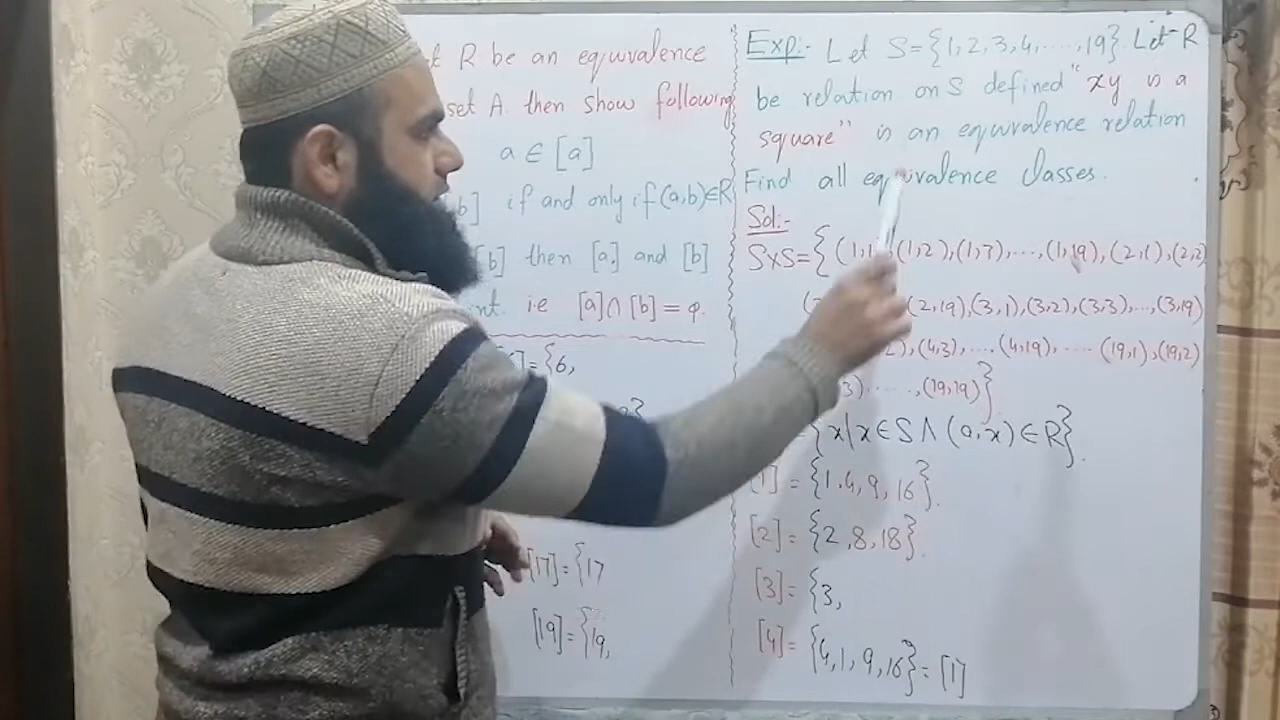 R be an equivalence
set A. then show following
a ∈ [a]
b] if and only if (a,b)∈R
[b] then [a] and [b]
nt. ie [a]∩[b]=φ.
]={6,
[17]={17
[19]={19,
Exp:- Let S={1,2,3,4,....,19}. Let R
be relation on S defined "xy is a
square" is an equivalence relation
Find all equivalence classes.
Sol:-
SxS={(1,1),(1,2),(1,3),...,(1,19),(2,1),(2,2)
(2,19),(3,1),(3,2),(3,3),...,(3,19)
),(4,3),...,(4,19),.....(19,1),(19,2)
3).....,(19,19)}
={x|x∈S∧(a,x)∈R}.
[1]={1,4,9,16}.
[2]={2,8,18}.
[3]={3,
[4]={4,1,9,16}=[1]